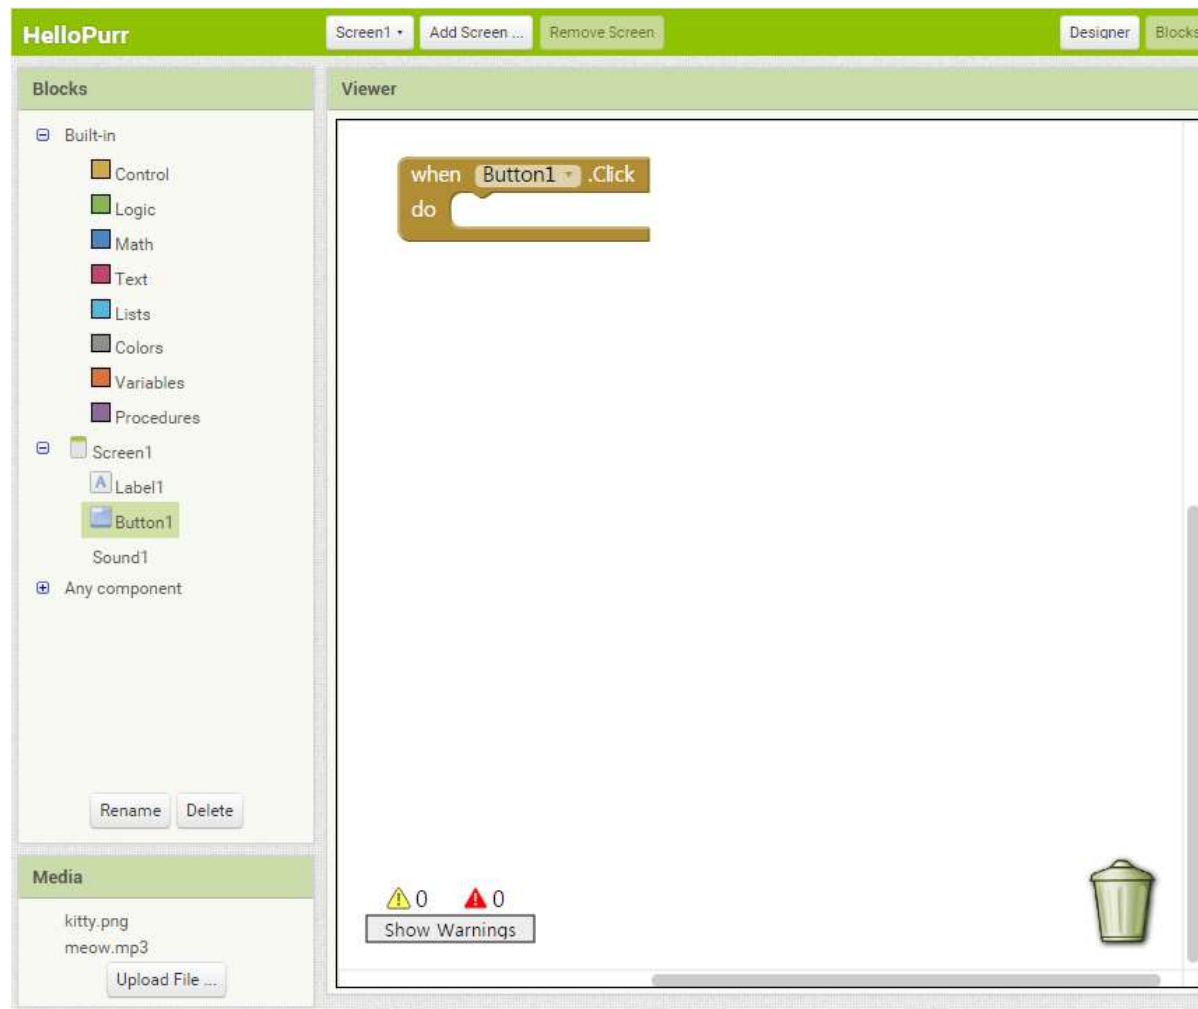 HelloPurr
Screen1
Add Screen ...
Remove Screen
Designer
Blocks
Blocks
Built-in
Control
Logic
Math
Text
Lists
Colors
Variables
Procedures
Screen1
A Label1
Button1
Sound1
Any component
Rename Delete
Media
kitty.png
meow.mp3
Upload File ...
Viewer
when Button1 .Click
do
0 0
Show Warnings